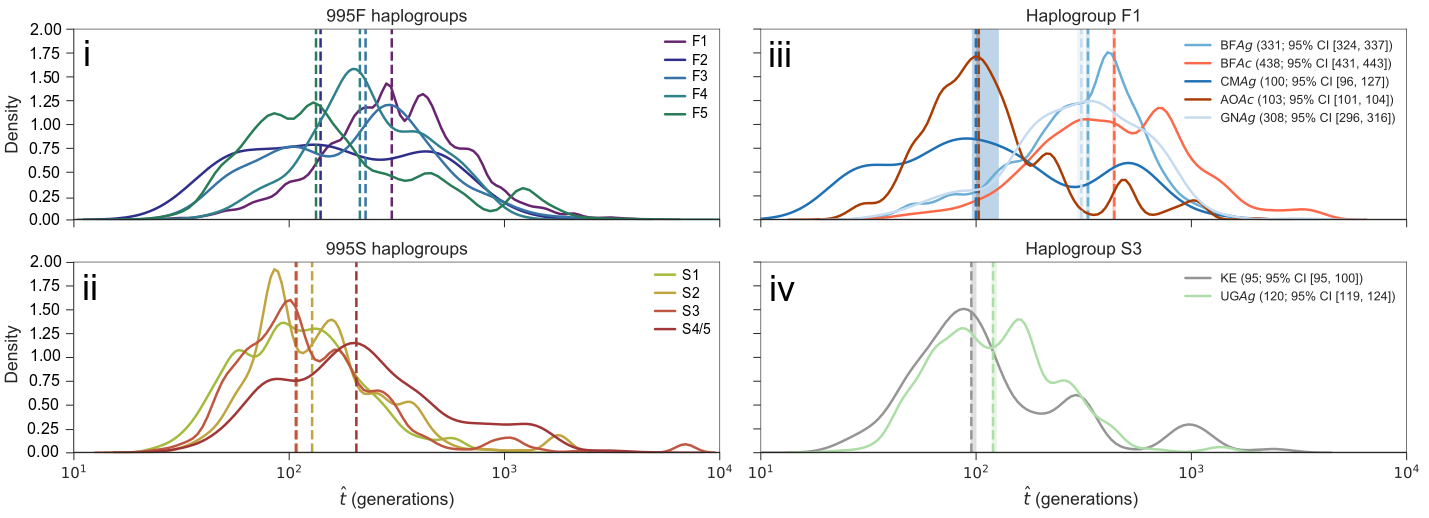 995F haplogroups
i
Density
2.00
1.75
1.50
1.25
1.00
0.75
0.50
0.25
0.00
F1
F2
F3
F4
F5
Haplogroup F1
iii
BFAg (331; 95% CI [324, 337])
BFAc (438; 95% CI [431, 443])
CMAg (100; 95% CI [96, 127])
AOAc (103; 95% CI [101, 104])
GNAg (308; 95% CI [296, 316])
995S haplogroups
ii
Density
2.00
1.75
1.50
1.25
1.00
0.75
0.50
0.25
0.00
S1
S2
S3
S4/5
10¹ 10² 10³ 10⁴
t̂ (generations)
Haplogroup S3
iv
KE (95; 95% CI [95, 100])
UGAg (120; 95% CI [119, 124])
10¹ 10² 10³ 10⁴
t̂ (generations)